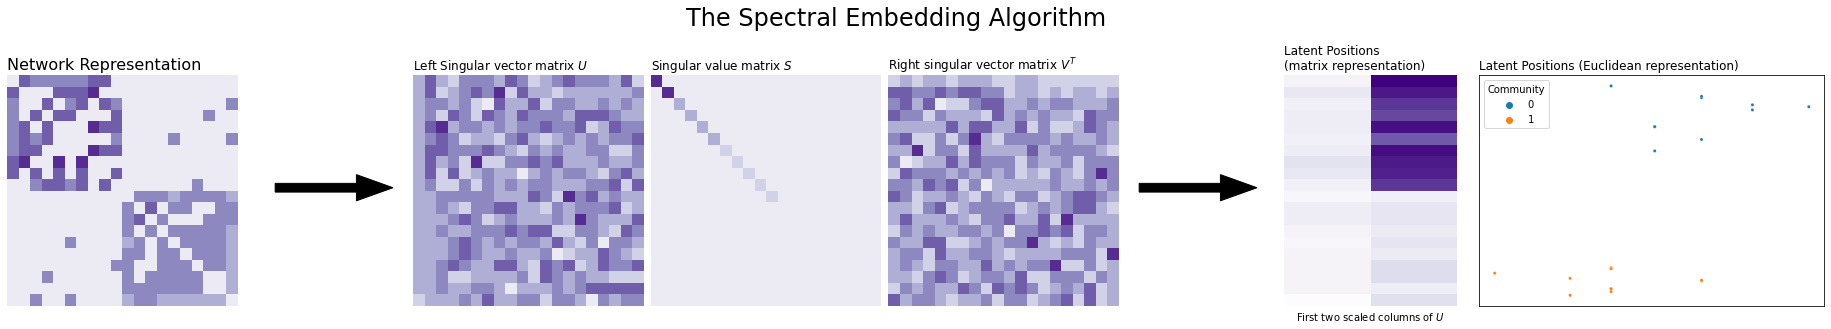 The Spectral Embedding Algorithm
Network Representation
Left Singular vector matrix U
Singular value matrix S
Right singular vector matrix V^T
Latent Positions
(matrix representation)
First two scaled columns of U
Latent Positions (Euclidean representation)
Community
0
1